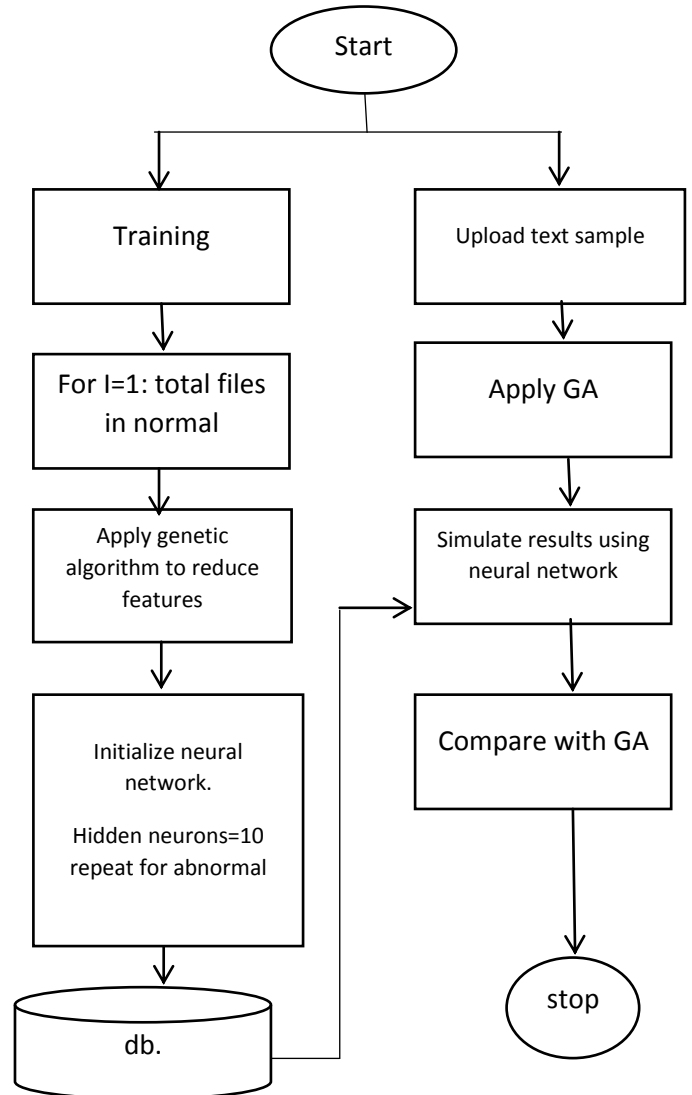 Start
Training
For I=1: total files
in normal
Apply genetic
algorithm to reduce
features
Initialize neural
network.
Hidden neurons=10
repeat for abnormal
db.
Upload text sample
Apply GA
Simulate results using
neural network
Compare with GA
stop